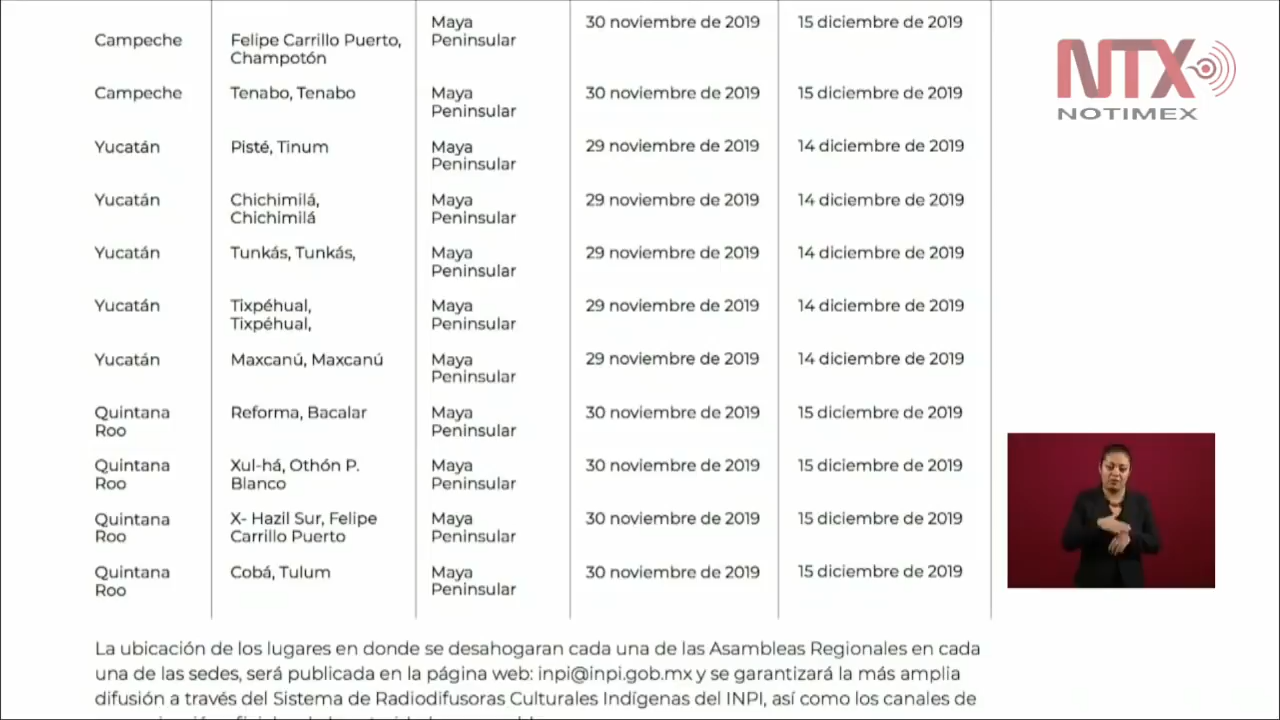 Maya 30 noviembre de 2019 15 diciembre de 2019
Campeche Felipe Carrillo Puerto, Peninsular
Champotón
Campeche Tenabo, Tenabo Maya 30 noviembre de 2019 15 diciembre de 2019
Peninsular
Yucatán Pisté, Tinum Maya 29 noviembre de 2019 14 diciembre de 2019
Peninsular
Yucatán Chichimilá, Maya 29 noviembre de 2019 14 diciembre de 2019
Chichimilá Peninsular
Yucatán Tunkás, Tunkás, Maya 29 noviembre de 2019 14 diciembre de 2019
Peninsular
Yucatán Tixpéhual, Maya 29 noviembre de 2019 14 diciembre de 2019
Tixpéhual, Peninsular
Yucatán Maxcanú, Maxcanú Maya 29 noviembre de 2019 14 diciembre de 2019
Peninsular
Quintana Reforma, Bacalar Maya 30 noviembre de 2019 15 diciembre de 2019
Roo Peninsular
Quintana Xul-há, Othón P. Maya 30 noviembre de 2019 15 diciembre de 2019
Roo Blanco Peninsular
Quintana X- Hazil Sur, Felipe Maya 30 noviembre de 2019 15 diciembre de 2019
Roo Carrillo Puerto Peninsular
Quintana Cobá, Tulum Maya 30 noviembre de 2019 15 diciembre de 2019
Roo Peninsular
La ubicación de los lugares en donde se desahogaran cada una de las Asambleas Regionales en cada
una de las sedes, será publicada en la página web: inpi@inpi.gob.mx y se garantizará la más amplia
difusión a través del Sistema de Radiodifusoras Culturales Indígenas del INPI, así como los canales de
NTX
NOTIMEX